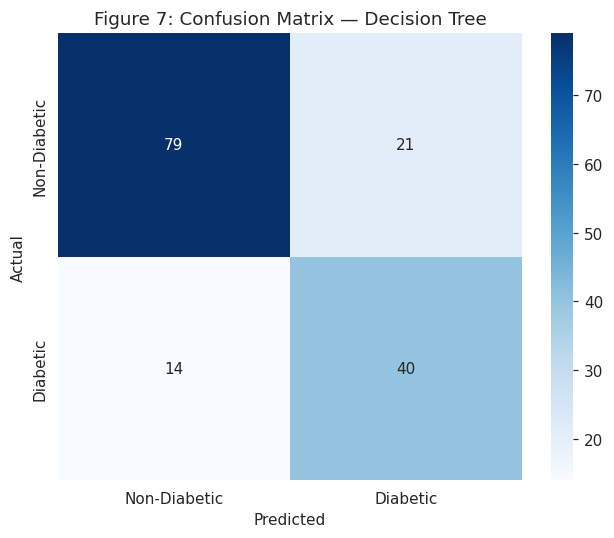 Figure 7: Confusion Matrix — Decision Tree
Non-Diabetic
79
21
Diabetic
14
40
Actual
Non-Diabetic
Diabetic
Predicted
70
60
50
40
30
20